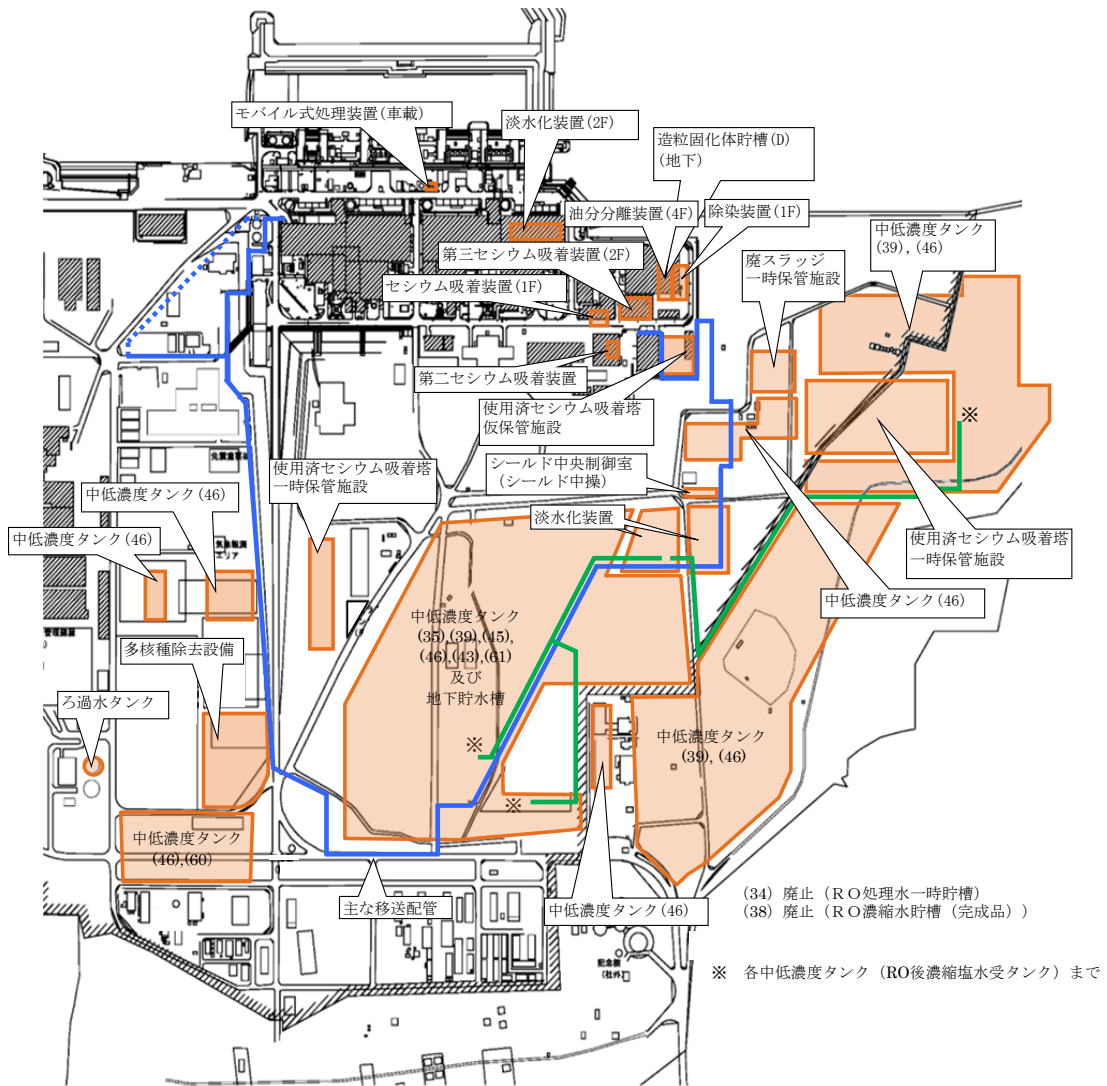 モバイル式処理装置(車載)
淡水化装置(2F)
造粒固化体貯槽(D)
(地下)
油分分離装置(4F)
除染装置(1F)
中低濃度タンク
(39), (46)
第三セシウム吸着装置(2F)
廃スラッジ
一時保管施設
セシウム吸着装置(1F)
第二セシウム吸着装置
使用済セシウム吸着塔
仮保管施設
※
シールド中央制御室
(シールド中操)
使用済セシウム吸着塔
一時保管施設
中低濃度タンク(46)
淡水化装置
中低濃度タンク(46)
使用済セシウム吸着塔
一時保管施設
気象観測
エリア
中低濃度タンク(46)
中低濃度タンク
(35),(39),(45),
(46),(43),(61)
及び
地下貯水槽
多核種除去設備
ろ過水タンク
※
中低濃度タンク
(39), (46)
※
中低濃度タンク
(46),(60)
主な移送配管
中低濃度タンク(46)
(34) 廃止（ＲＯ処理水一時貯槽）
(38) 廃止（ＲＯ濃縮水貯槽（完成品））
記念館
(社外)
※ 各中低濃度タンク（RO後濃縮塩水受タンク）まで